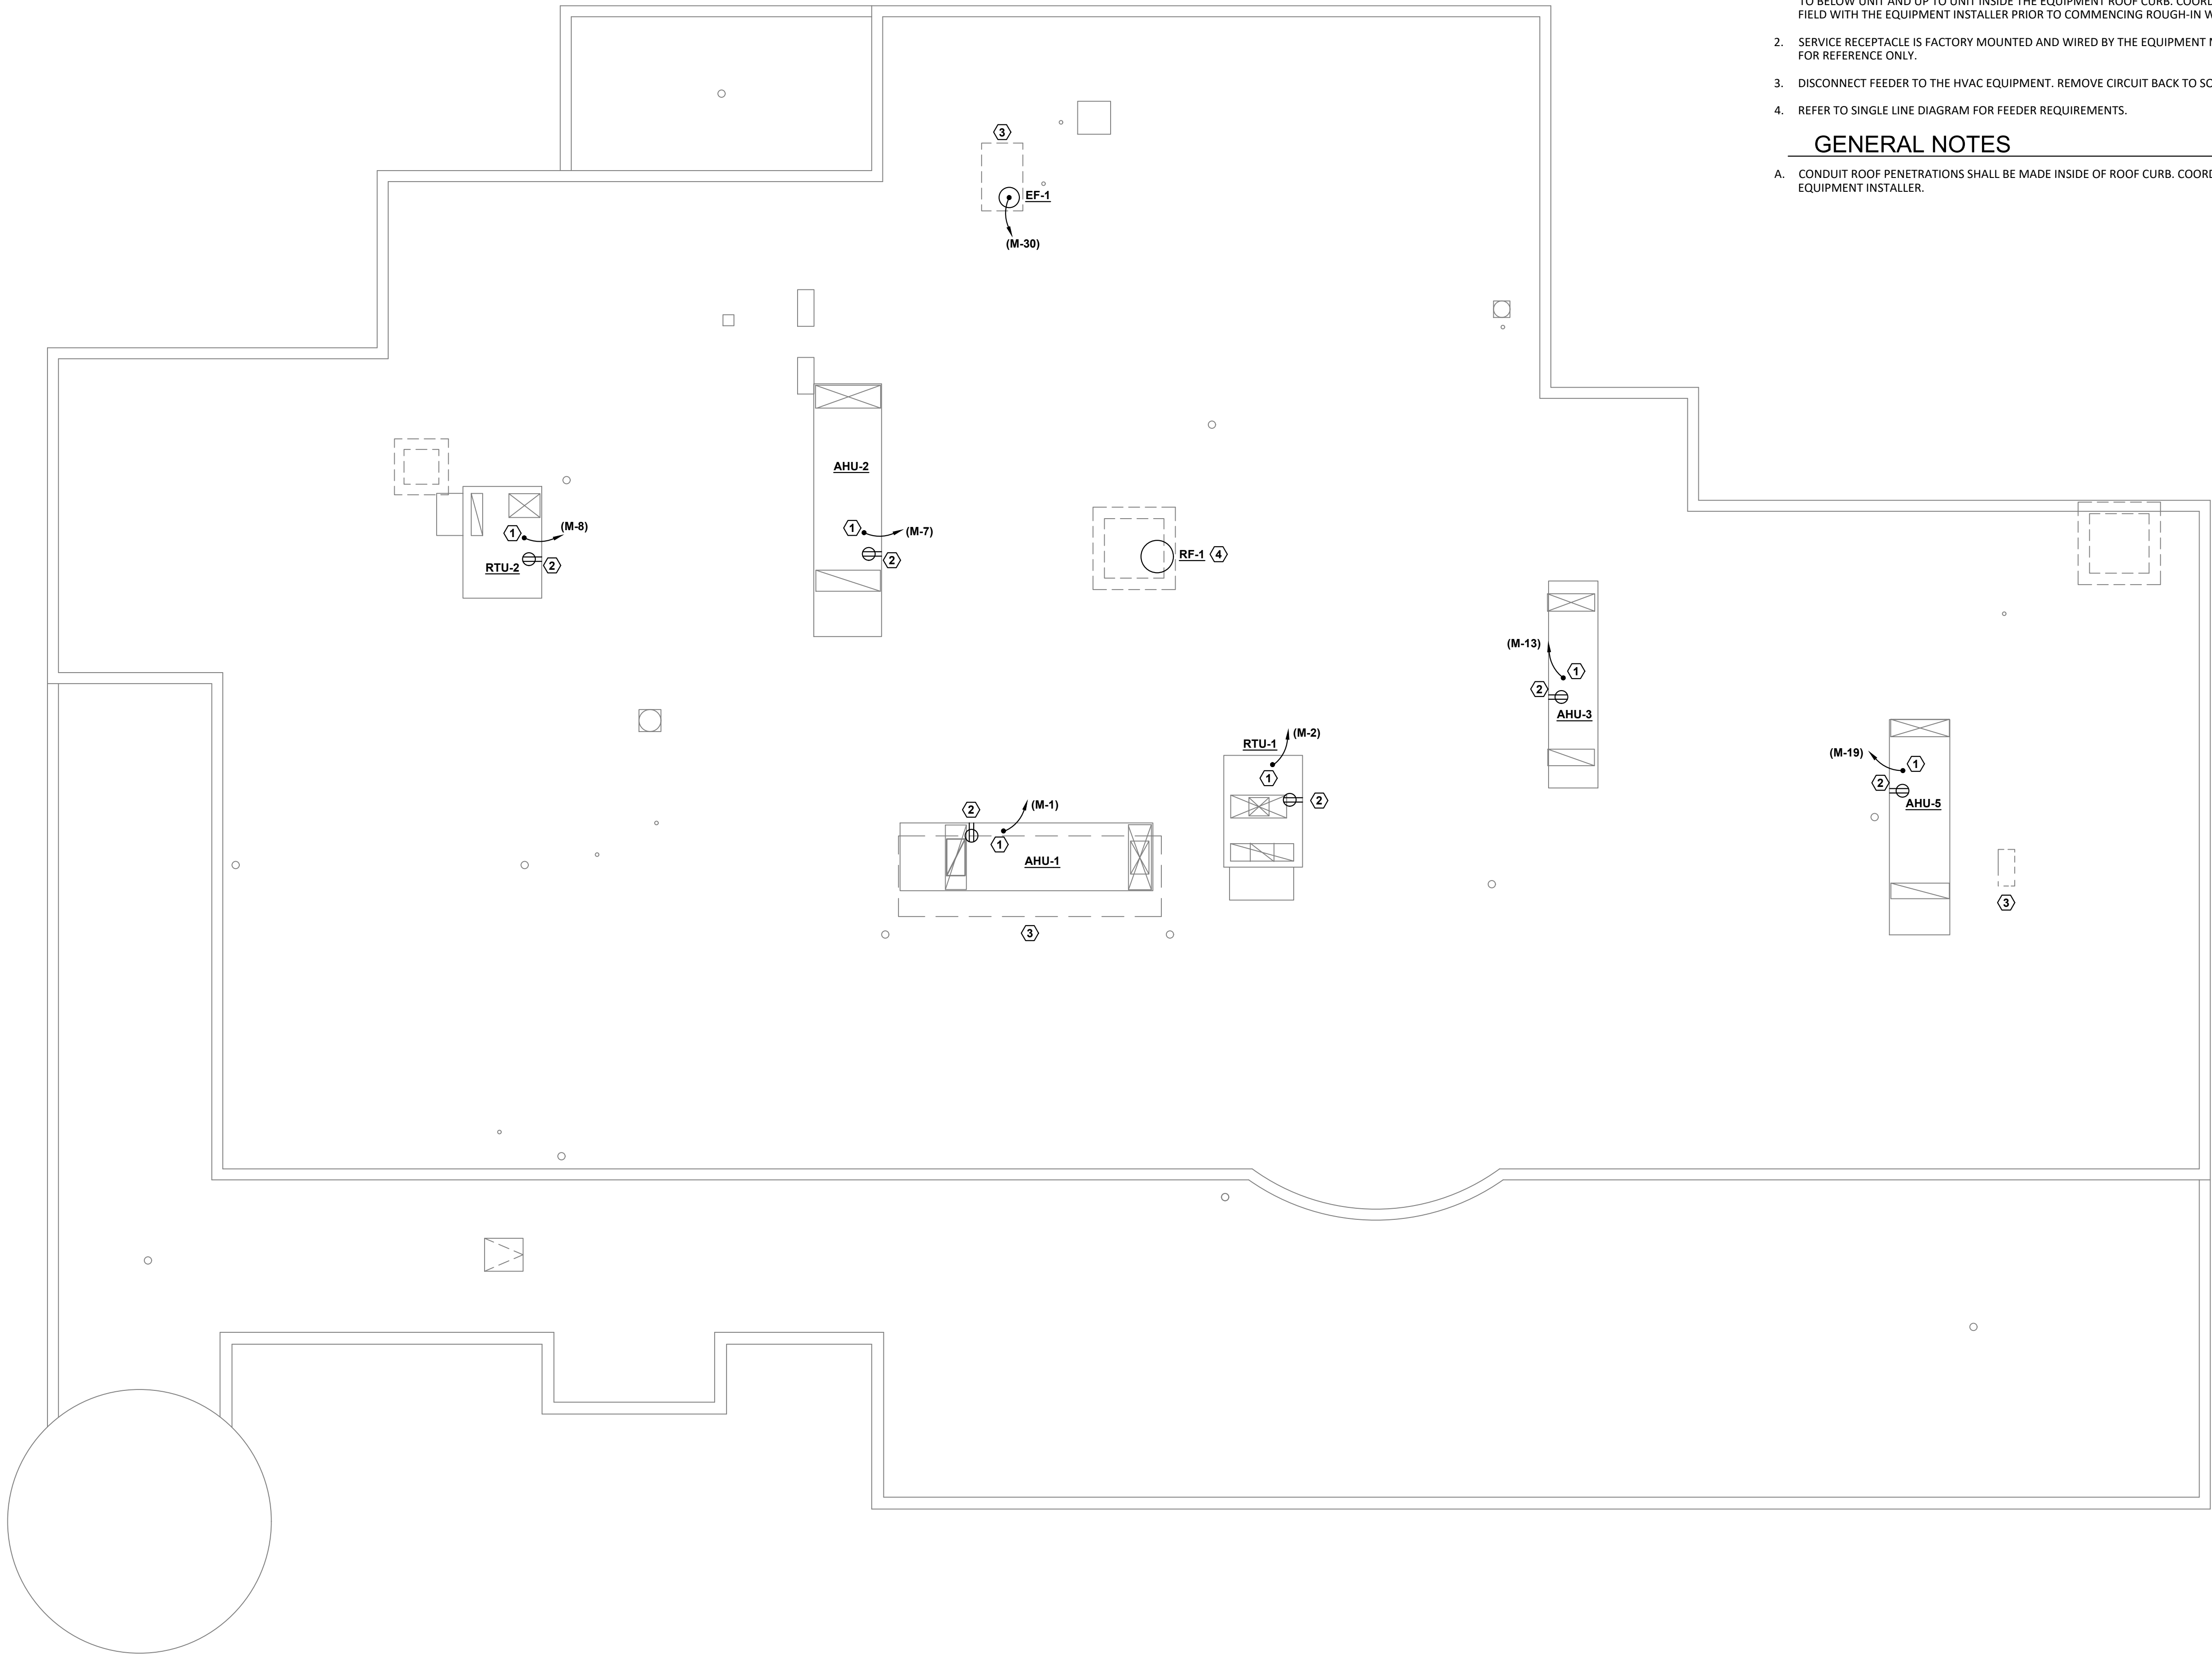 TO BELOW UNIT AND UP TO UNIT INSIDE THE EQUIPMENT ROOF CURB.
FIELD WITH THE EQUIPMENT INSTALLER PRIOR TO COMMENCING ROUGH-IN
2. SERVICE RECEPTACLE IS FACTORY MOUNTED AND WIRED BY THE EQUIPMENT
FOR REFERENCE ONLY.
3. DISCONNECT FEEDER TO THE HVAC EQUIPMENT. REMOVE CIRCUIT BACK TO
4. REFER TO SINGLE LINE DIAGRAM FOR FEEDER REQUIREMENTS.
GENERAL NOTES
A. CONDUIT ROOF PENETRATIONS SHALL BE MADE INSIDE OF ROOF CURB.
EQUIPMENT INSTALLER.
3
EF-1
(M-30)
AHU-2
1
(M-7)
2
1
(M-8)
RTU-2
2
RF-1 4
(M-13)
1
2
AHU-3
RTU-1
(M-2)
1
2
(M-19)
1
2
AHU-5
3
2
(M-1)
1
AHU-1
3